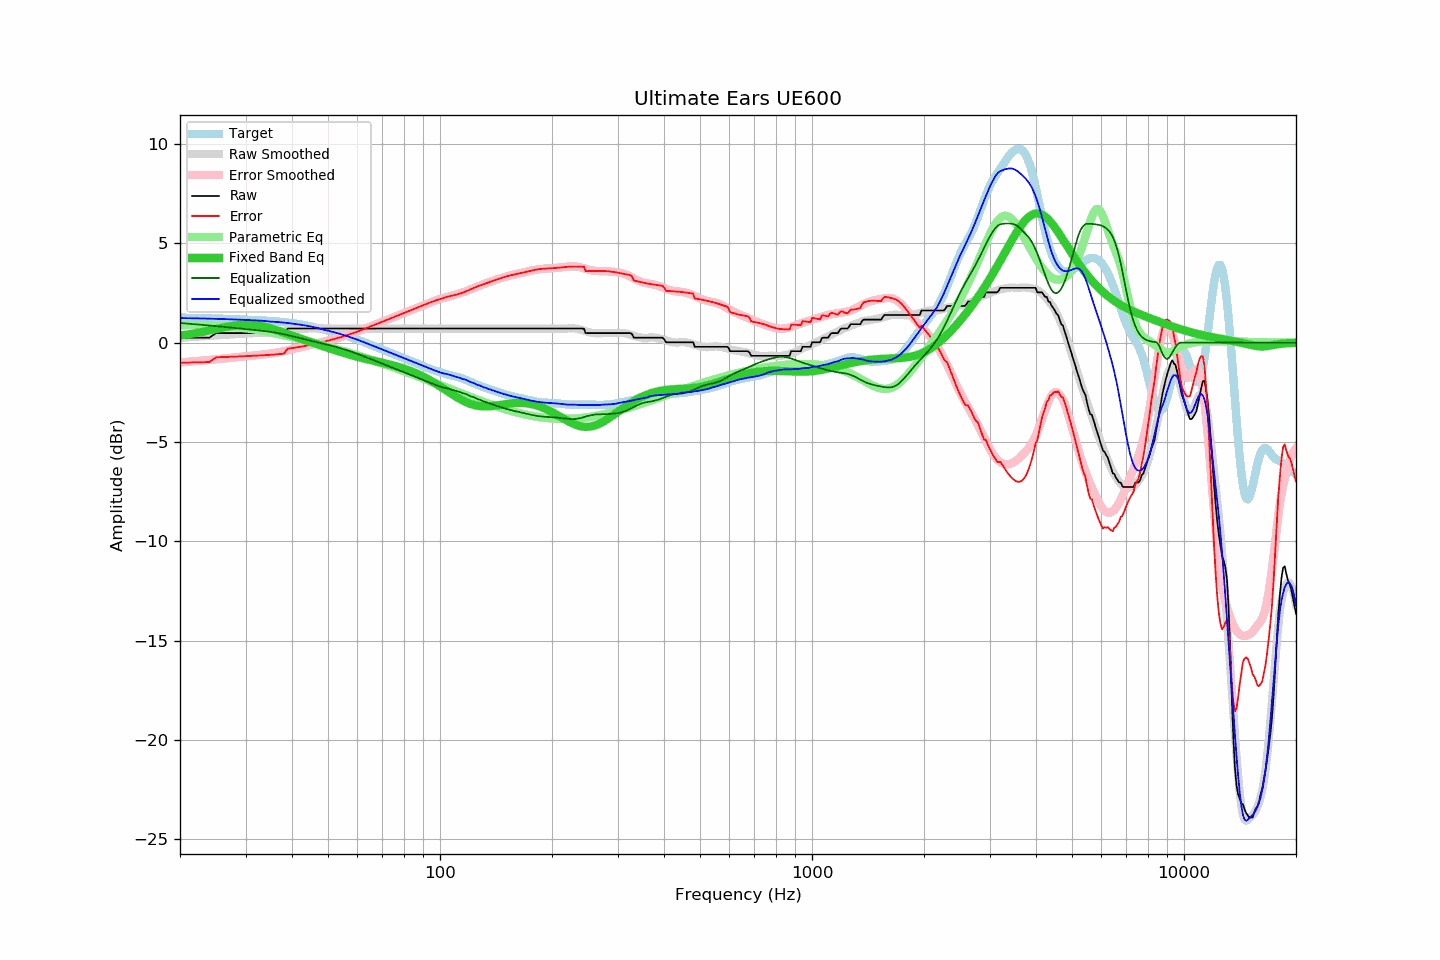 Ultimate Ears UE600
Target
Raw Smoothed
Error Smoothed
Raw
Error
Parametric Eq
Fixed Band Eq
Equalization
Equalized smoothed
10
5
0
−5
−10
−15
−20
−25
Amplitude (dBr)
100
1000
10000
Frequency (Hz)